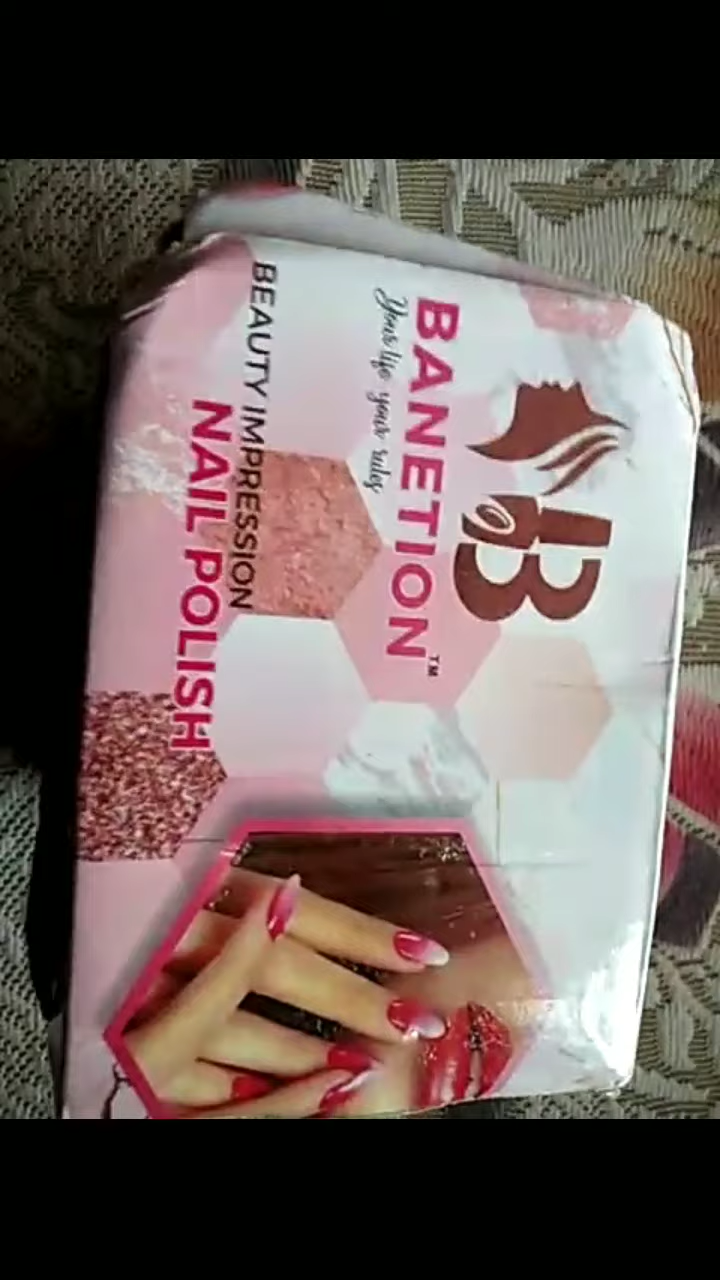 B
BANETION™
Your life your rules
BEAUTY IMPRESSION
NAIL POLISH